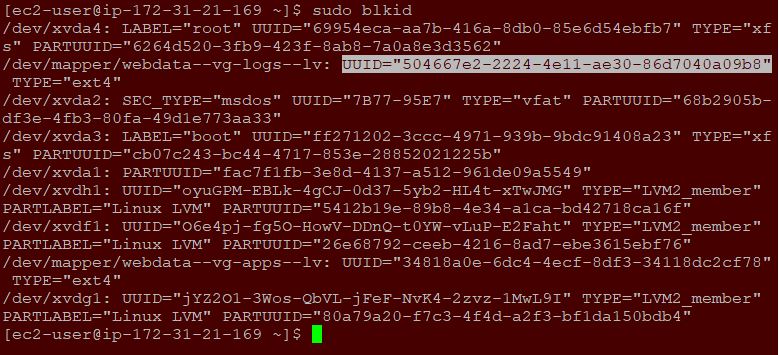 [ec2-user@ip-172-31-21-169 ~]$ sudo blkid
/dev/xvda4: LABEL="root" UUID="69954eca-aa7b-416a-8db0-85e6d54ebfb7" TYPE="xf
s" PARTUUID="6264d520-3fb9-423f-8ab8-7a0a8e3d3562"
/dev/mapper/webdata--vg-logs--lv: UUID="504667e2-2224-4e11-ae30-86d7040a09b8"
 TYPE="ext4"
/dev/xvda2: SEC_TYPE="msdos" UUID="7B77-95E7" TYPE="vfat" PARTUUID="68b2905b-
df3e-4fb3-80fa-49d1e773aa33"
/dev/xvda3: LABEL="boot" UUID="ff271202-3ccc-4971-939b-9bdc91408a23" TYPE="xf
s" PARTUUID="cb07c243-bc44-4717-853e-28852021225b"
/dev/xvda1: PARTUUID="fac7f1fb-3e8d-4137-a512-961de09a5549"
/dev/xvdh1: UUID="oyuGPM-EBLk-4gCJ-0d37-5yb2-HL4t-xTwJMG" TYPE="LVM2_member"
PARTLABEL="Linux LVM" PARTUUID="5412b19e-89b8-4e34-a1ca-bd42718ca16f"
/dev/xvdf1: UUID="O6e4pj-fg5O-HowV-DDnQ-t0YW-vLuP-E2Faht" TYPE="LVM2_member"
PARTLABEL="Linux LVM" PARTUUID="26e68792-ceeb-4216-8ad7-ebe3615ebf76"
/dev/mapper/webdata--vg-apps--lv: UUID="34818a0e-6dc4-4ecf-8df3-34118dc2cf78"
 TYPE="ext4"
/dev/xvdg1: UUID="jYZ2O1-3Wos-QbVL-jFeF-NvK4-2zvz-1MwL9I" TYPE="LVM2_member"
PARTLABEL="Linux LVM" PARTUUID="80a79a20-f7c3-4f4d-a2f3-bf1da150bdb4"
[ec2-user@ip-172-31-21-169 ~]$